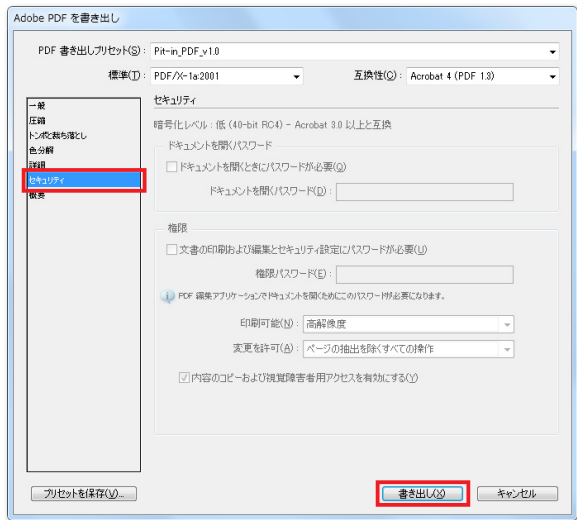 Adobe PDF を書き出し
PDF 書き出しプリセット(S): Pit-in_PDF_v1.0
標準(T): PDF/X-1a:2001 互換性(C): Acrobat 4 (PDF 1.3)
一般
圧縮
トンボと裁ち落とし
色分解
詳細
セキュリティ
概要
セキュリティ
暗号化レベル : 低 (40-bit RC4) - Acrobat 3.0 以上と互換
ドキュメントを開くパスワード
ドキュメントを開くときにパスワードが必要(Q)
ドキュメントを開くパスワード(D):
権限
文書の印刷および編集とセキュリティ設定にパスワードが必要(U)
権限パスワード(E):
PDF 編集アプリケーションでドキュメントを開くためにこのパスワードが必要になります。
印刷可能(N): 高解像度
変更を許可(A): ページの抽出を除くすべての操作
内容のコピーおよび視覚障害者用アクセスを有効にする(Y)
プリセットを保存(V)... 書き出し(X) キャンセル